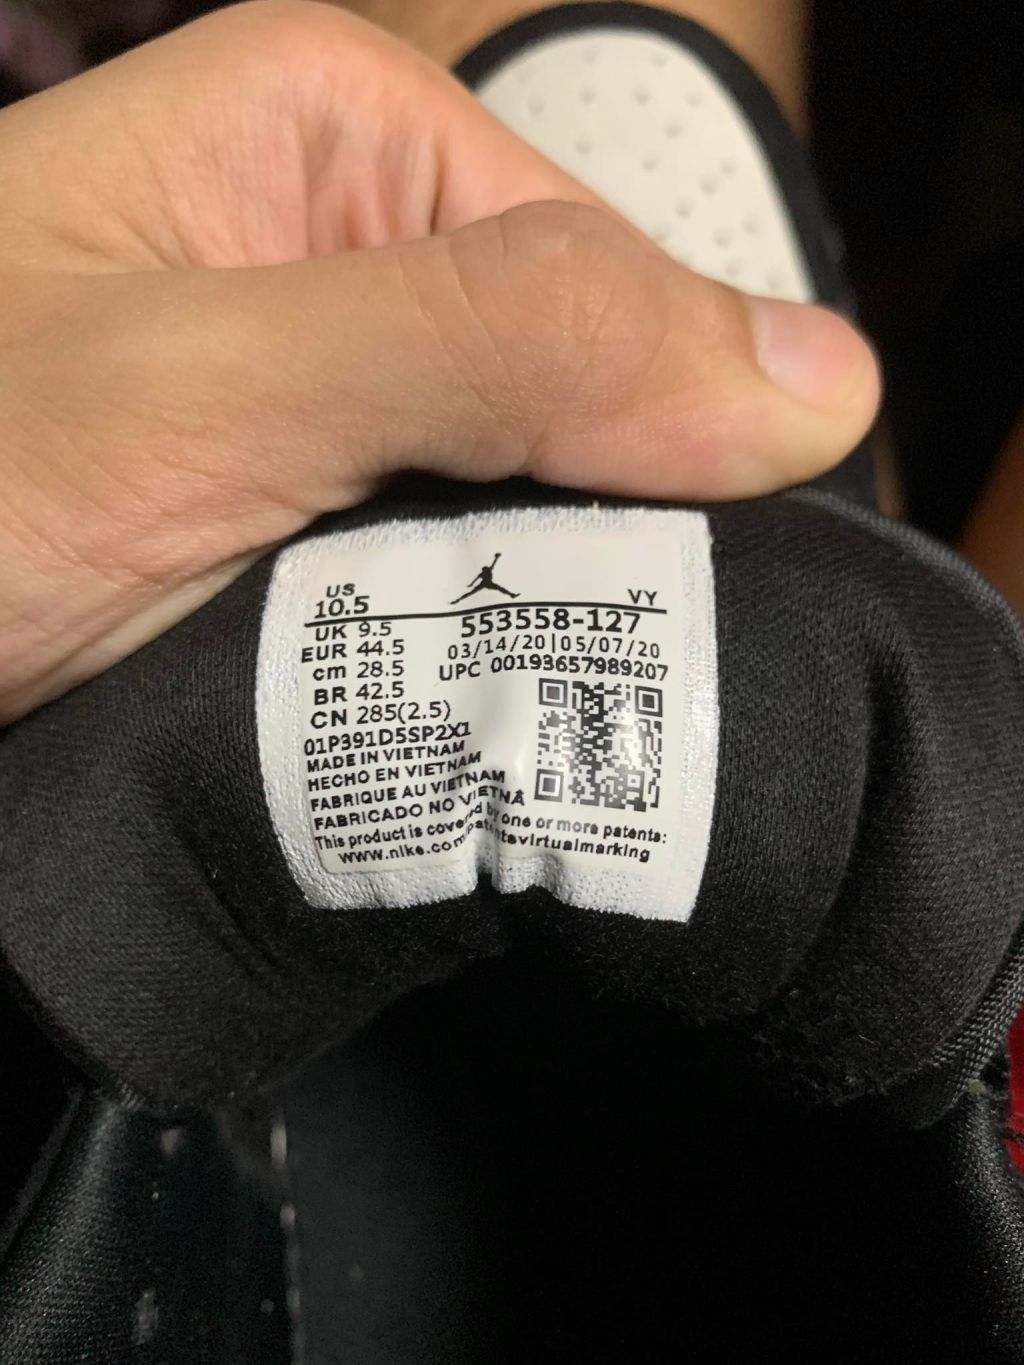 US
10.5
VY
UK 9.5
553558-127
EUR 44.5
03/14/20|05/07/20
cm 28.5
UPC 00193657989207
BR 42.5
CN 285(2.5)
01P391D5SP2X1
MADE IN VIETNAM
HECHO EN VIETNAM
FABRIQUE AU VIETNAM
FABRICADO NO VIETNÃ
This product is covered by one or more patents:
www.nike.com/patentsvirtualmarking